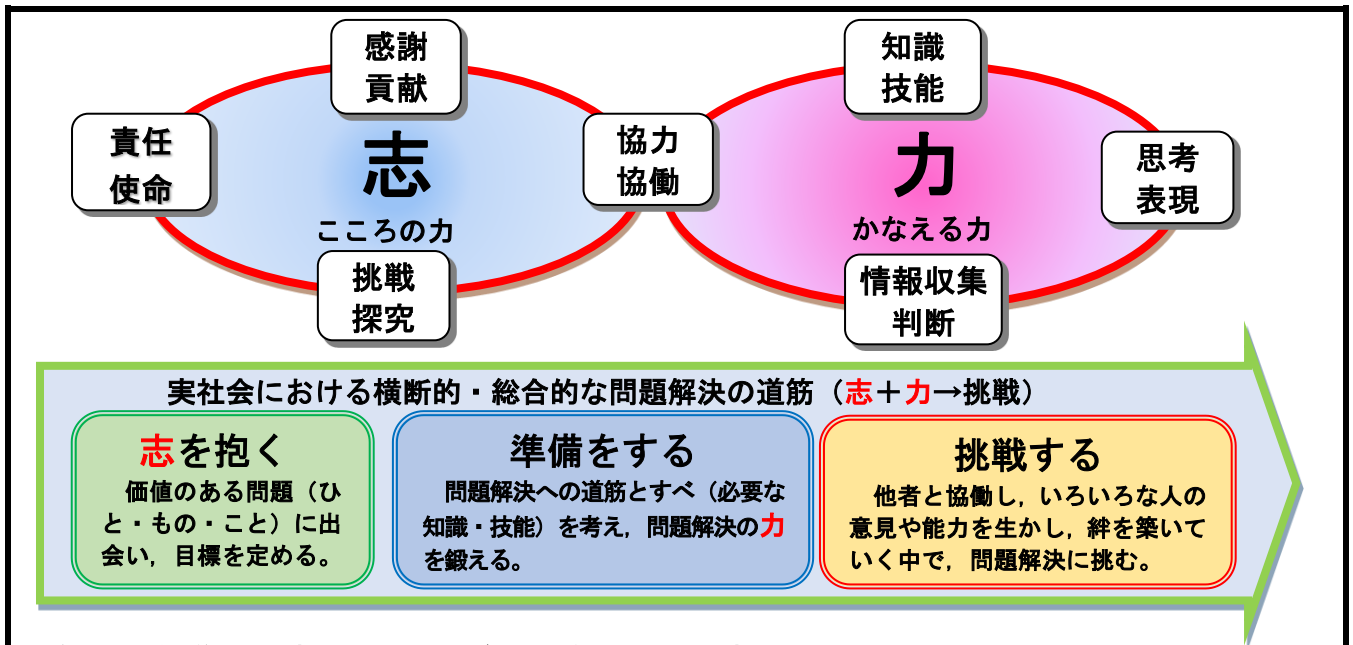 感謝
貢献
責任
使命
志
こころの力
挑戦
探究
協力
協働
知識
技能
力
かなえる力
思考
表現
情報収集
判断
実社会における横断的・総合的な問題解決の道筋（志＋力→挑戦）
志を抱く
価値のある問題（ひ
と・もの・こと）に出
会い，目標を定める。
準備をする
問題解決への道筋とすべ（必要な
知識・技能）を考え，問題解決の力
を鍛える。
挑戦する
他者と協働し，いろいろな人の
意見や能力を生かし，絆を築いて
いく中で，問題解決に挑む。